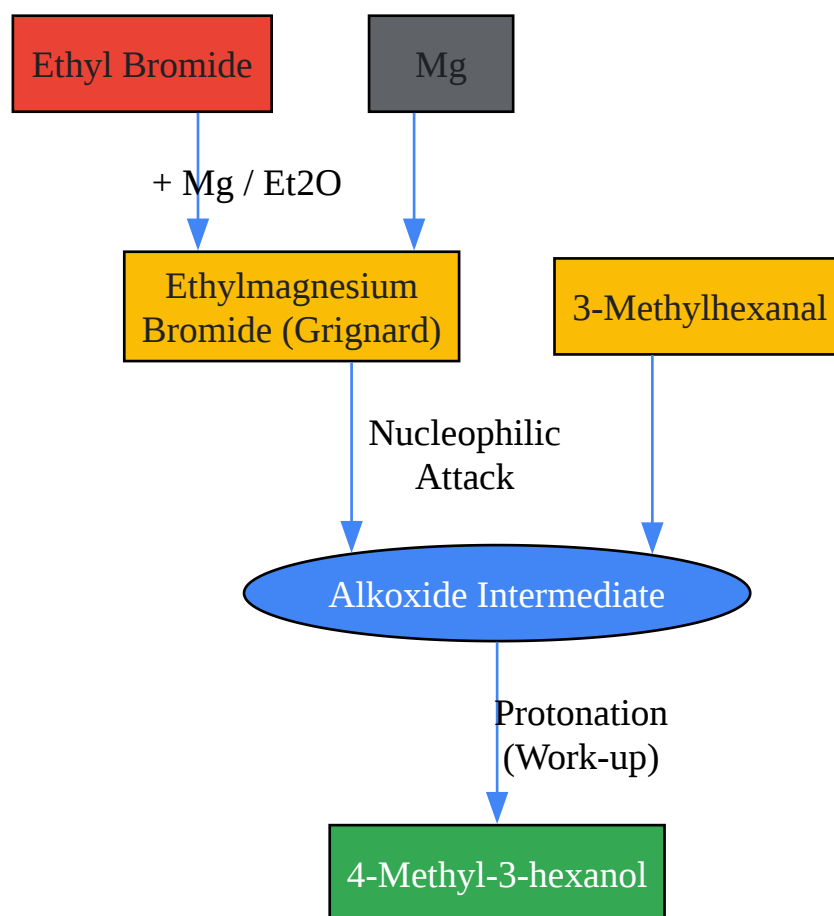 Ethyl Bromide
Mg
+ Mg / Et2O
Ethylmagnesium
Bromide (Grignard)
3-Methylhexanal
Nucleophilic
Attack
Alkoxide Intermediate
Protonation
(Work-up)
4-Methyl-3-hexanol